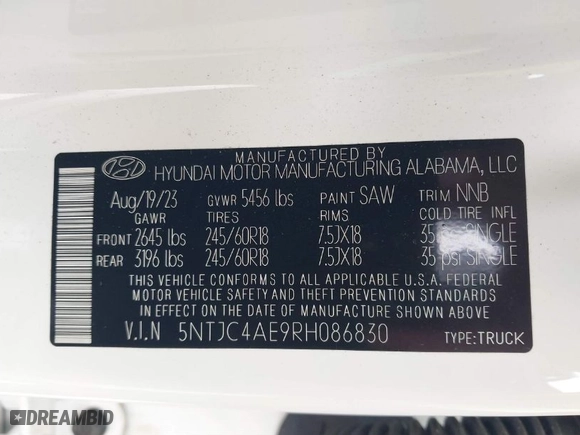 MANUFACTURED BY
HYUNDAI MOTOR MANUFACTURING ALABAMA, LLC
Aug/19/23 GVWR 5456 lbs PAINT SAW TRIM NNB
GAWR TIRES RIMS COLD TIRE INFL
FRONT 2645 lbs 245/60R18 7.5JX18 35 psi SINGLE
REAR 3196 lbs 245/60R18 7.5JX18 35 psi SINGLE
THIS VEHICLE CONFORMS TO ALL APPLICABLE U.S.A. FEDERAL
MOTOR VEHICLE SAFETY AND THEFT PREVENTION STANDARDS
IN EFFECT ON THE DATE OF MANUFACTURE SHOWN ABOVE
V.I.N 5NTJC4AE9RH086830 TYPE:TRUCK
DREAMBID